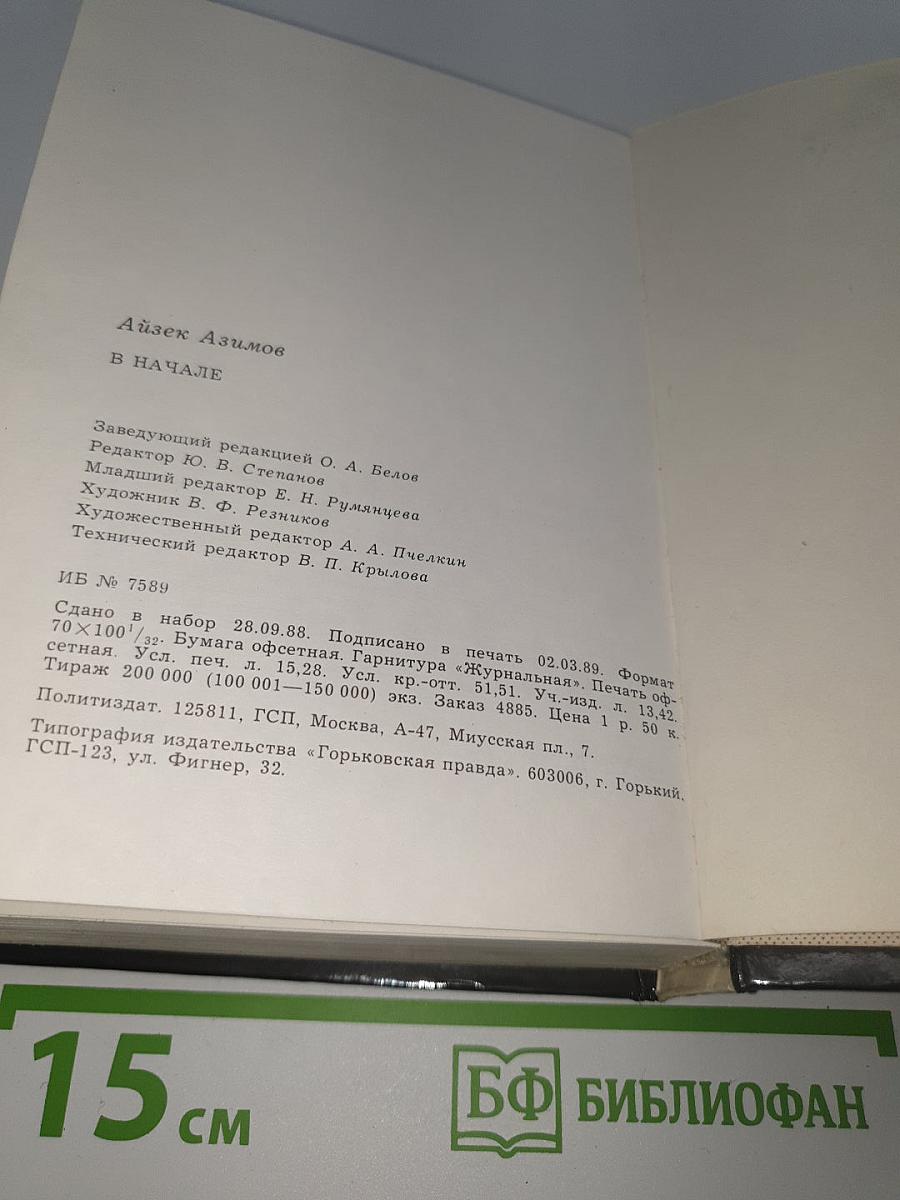 Айзек Азимов
В НАЧАЛЕ
Заведующий редакцией О. А. Белов
Редактор Ю. В. Степанов
Младший редактор Е. Н. Румянцева
Художник В. Ф. Резников
Художественный редактор А. А. Пчелкин
Технический редактор В. П. Крылова
ИБ № 7589
Сдано в набор 28.09.88. Подписано в печать 02.03.89. Формат
70×100 1/32. Бумага офсетная. Гарнитура «Журнальная». Печать оф-
сетная. Усл. печ. л. 15,28. Усл. кр.-отт. 51,51. Уч.-изд. л. 13,42.
Тираж 200 000 (100 001—150 000) экз. Заказ 4885. Цена 1 р. 50 к.
Политиздат. 125811, ГСП, Москва, А-47, Миусская пл., 7.
Типография издательства «Горьковская правда». 603006, г. Горький,
ГСП-123, ул. Фигнер, 32.
15 см
БФ БИБЛИОФАН